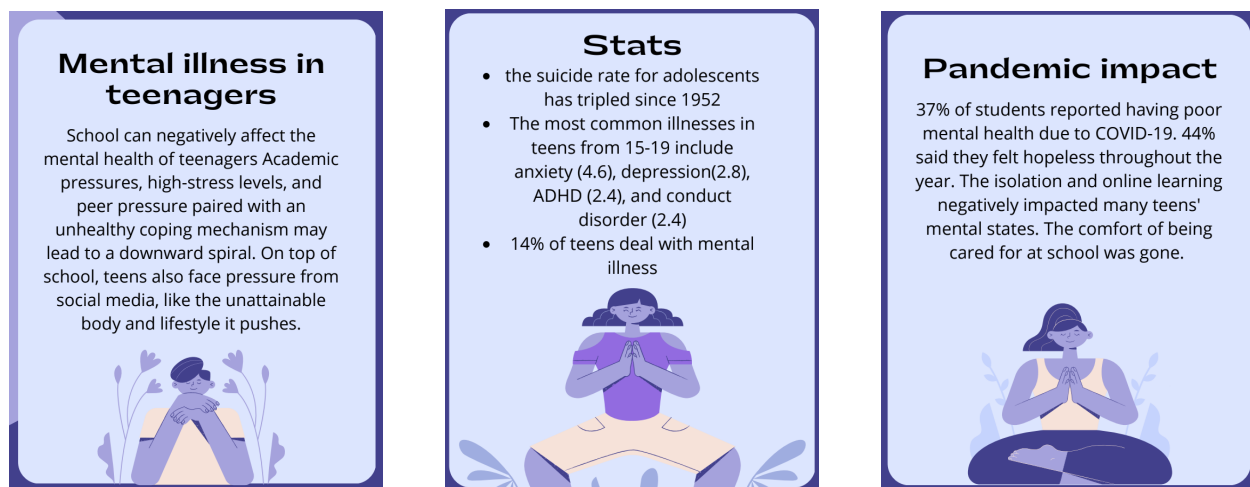 Mental illness in
teenagers
School can negatively affect the
mental health of teenagers Academic
pressures, high-stress levels, and
peer pressure paired with an
unhealthy coping mechanism may
lead to a downward spiral. On top of
school, teens also face pressure from
social media, like the unattainable
body and lifestyle it pushes.
Stats
• the suicide rate for adolescents
has tripled since 1952
• The most common illnesses in
teens from 15-19 include
anxiety (4.6), depression(2.8),
ADHD (2.4), and conduct
disorder (2.4)
• 14% of teens deal with mental
illness
Pandemic impact
37% of students reported having poor
mental health due to COVID-19. 44%
said they felt hopeless throughout the
year. The isolation and online learning
negatively impacted many teens'
mental states. The comfort of being
cared for at school was gone.